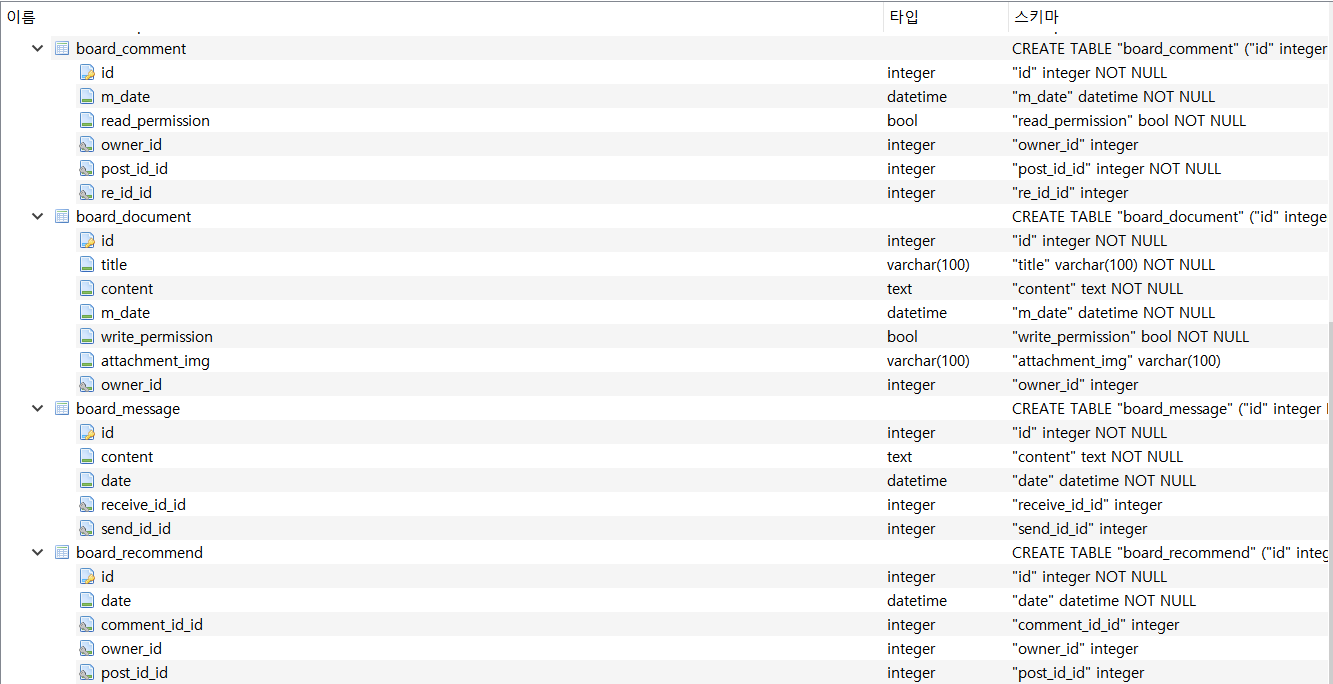 이름 타입 스키마
board_comment CREATE TABLE "board_comment" ("id" integer
id integer "id" integer NOT NULL
m_date datetime "m_date" datetime NOT NULL
read_permission bool "read_permission" bool NOT NULL
owner_id integer "owner_id" integer
post_id_id integer "post_id_id" integer NOT NULL
re_id_id integer "re_id_id" integer
board_document CREATE TABLE "board_document" ("id" intege
id integer "id" integer NOT NULL
title varchar(100) "title" varchar(100) NOT NULL
content text "content" text NOT NULL
m_date datetime "m_date" datetime NOT NULL
write_permission bool "write_permission" bool NOT NULL
attachment_img varchar(100) "attachment_img" varchar(100)
owner_id integer "owner_id" integer
board_message CREATE TABLE "board_message" ("id" integer
id integer "id" integer NOT NULL
content text "content" text NOT NULL
date datetime "date" datetime NOT NULL
receive_id_id integer "receive_id_id" integer
send_id_id integer "send_id_id" integer
board_recommend CREATE TABLE "board_recommend" ("id" integ
id integer "id" integer NOT NULL
date datetime "date" datetime NOT NULL
comment_id_id integer "comment_id_id" integer
owner_id integer "owner_id" integer
post_id_id integer "post_id_id" integer